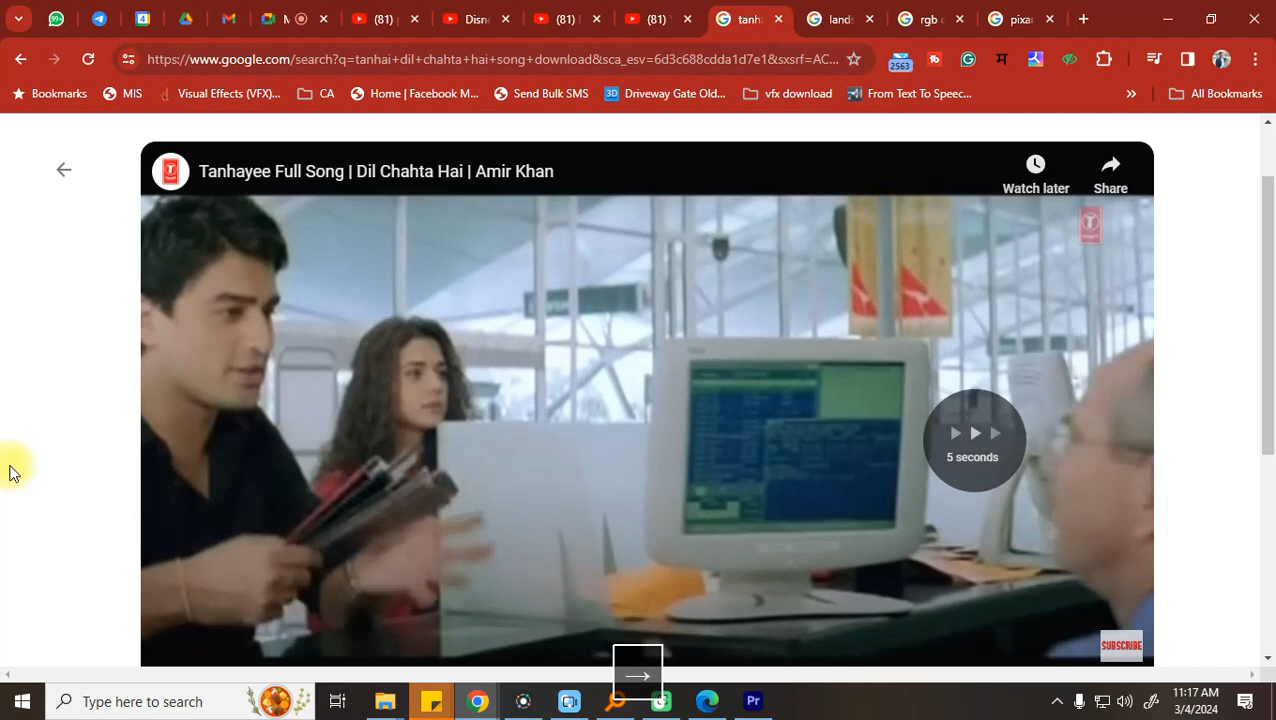 M
(81)
Disn
(81)
(81)
tanh
land
rgb
pixa
https://www.google.com/search?q=tanhai+dil+chahta+hai+song+download&sca_esv=6d3c688cdda1d7e1&sxsrf=AC...
2563
Bookmarks
MIS
Visual Effects (VFX)...
CA
Home | Facebook M...
Send Bulk SMS
Driveway Gate Old...
vfx download
From Text To Speec...
»
All Bookmarks
Tanhayee Full Song | Dil Chahta Hai | Amir Khan
Watch later
Share
5 seconds
SUBSCRIBE
Type here to search
11:17 AM
3/4/2024